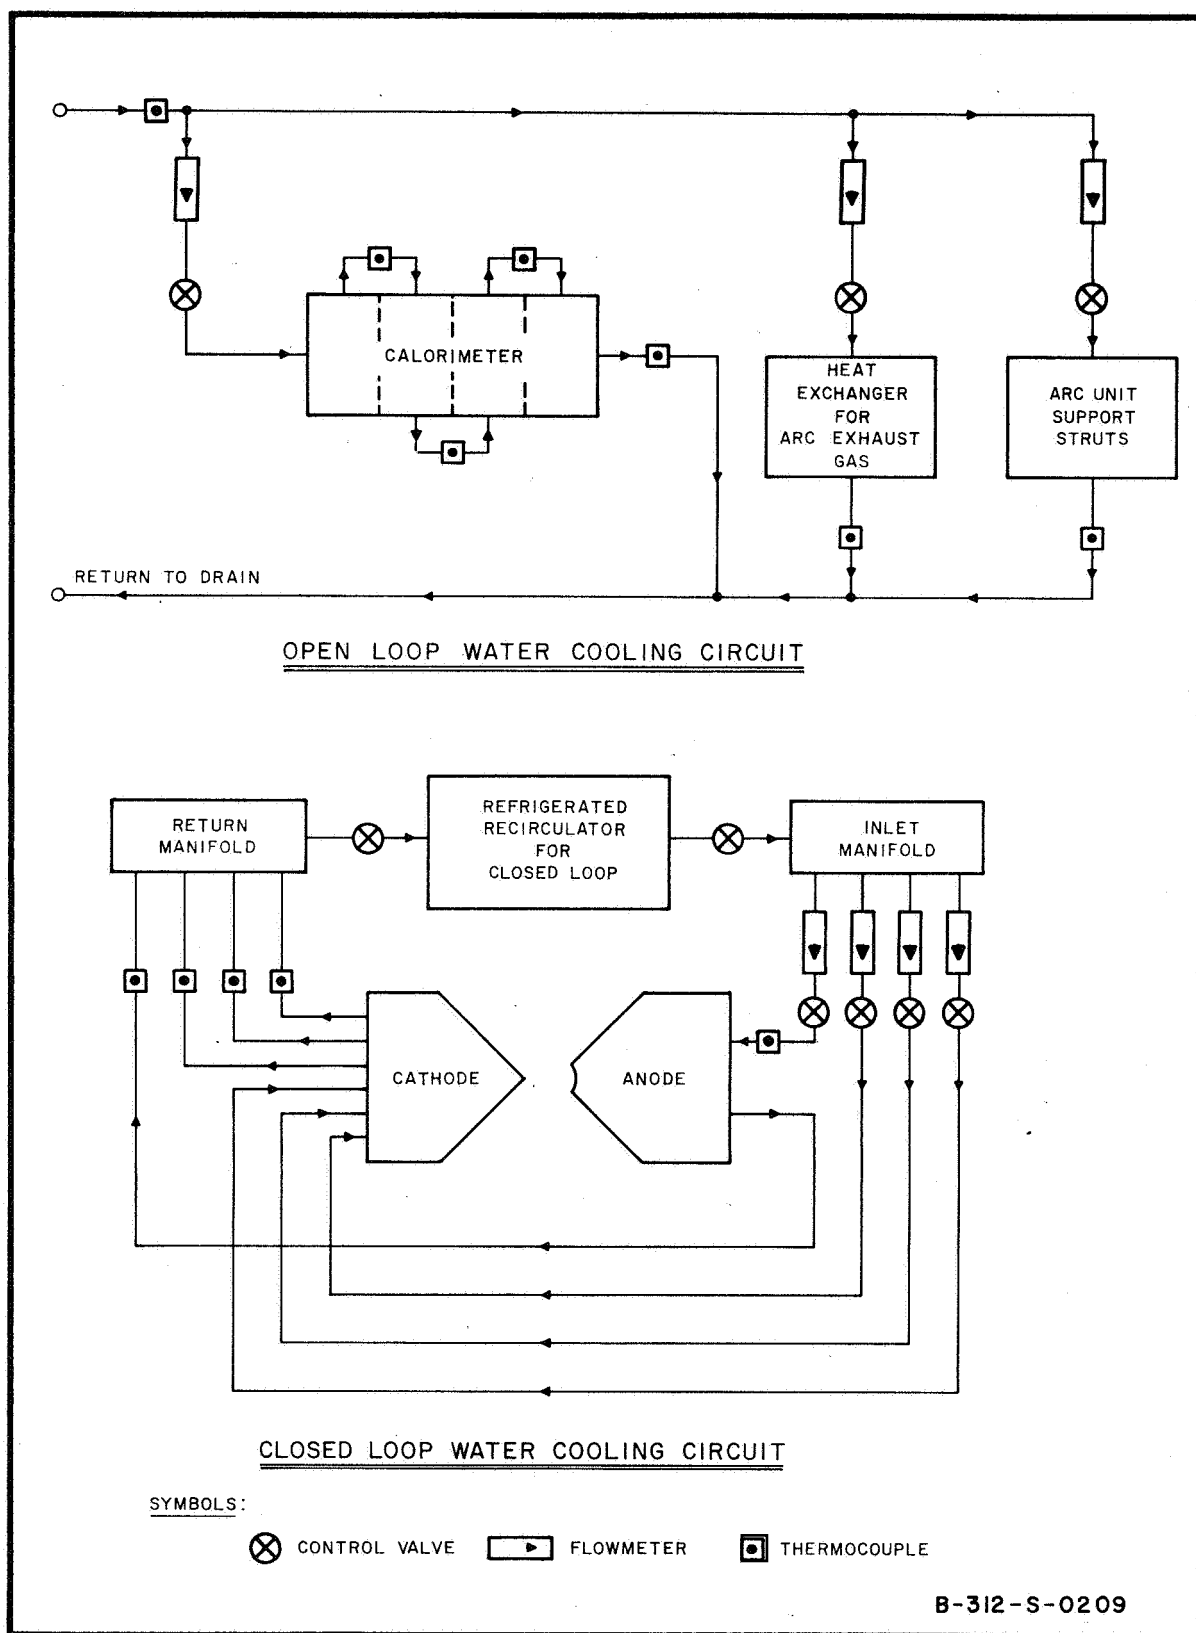 CALORIMETER
HEAT
EXCHANGER
FOR
ARC EXHAUST
GAS
ARC UNIT
SUPPORT
STRUTS
RETURN TO DRAIN
OPEN LOOP WATER COOLING CIRCUIT
RETURN
MANIFOLD
REFRIGERATED
RECIRCULATOR
FOR
CLOSED LOOP
INLET
MANIFOLD
CATHODE
ANODE
CLOSED LOOP WATER COOLING CIRCUIT
SYMBOLS:
CONTROL VALVE
FLOWMETER
THERMOCOUPLE
B-312-S-0209